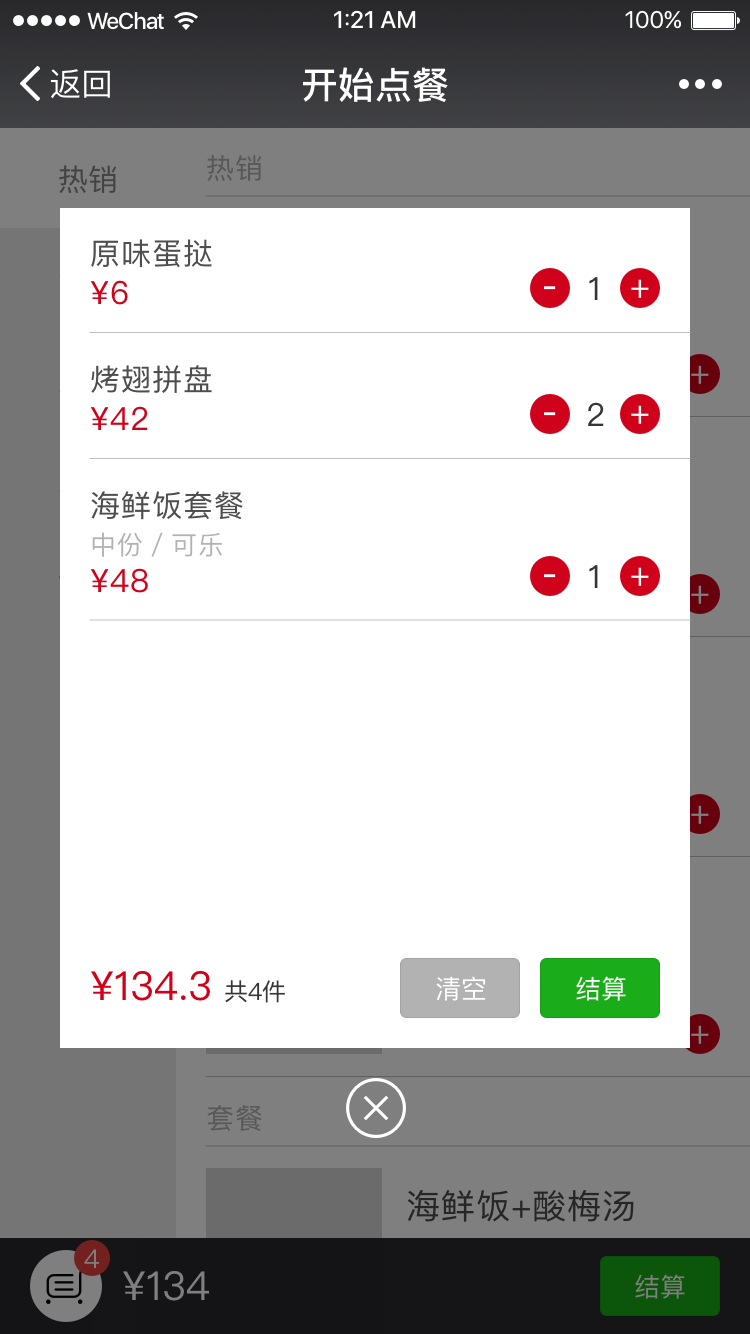 WeChat 1:21 AM 100%
返回 开始点餐
热销 热销
原味蛋挞
¥6
- 1 +
烤翅拼盘
¥42
- 2 +
海鲜饭套餐
中份 / 可乐
¥48
- 1 +
¥134.3 共4件 清空 结算
套餐
海鲜饭+酸梅汤
4 ¥134 结算